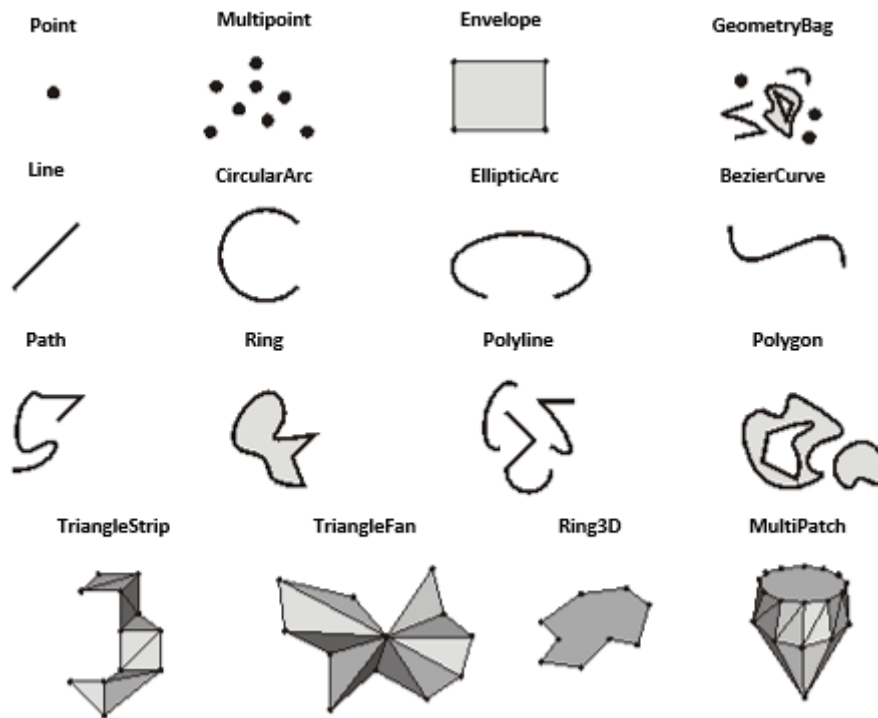 Point
Multipoint
Envelope
GeometryBag
Line
CircularArc
EllipticArc
BezierCurve
Path
Ring
Polyline
Polygon
TriangleStrip
TriangleFan
Ring3D
MultiPatch